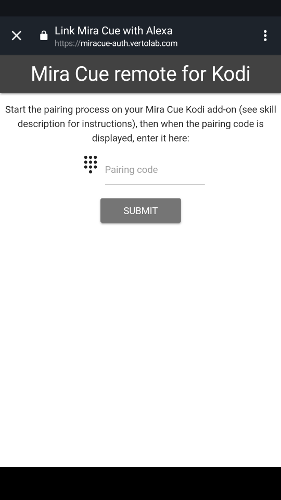 Link Mira Cue with Alexa
https://miracue-auth.vertolab.com
Mira Cue remote for Kodi
Start the pairing process on your Mira Cue Kodi add-on (see skill
description for instructions), then when the pairing code is
displayed, enter it here:
Pairing code
SUBMIT